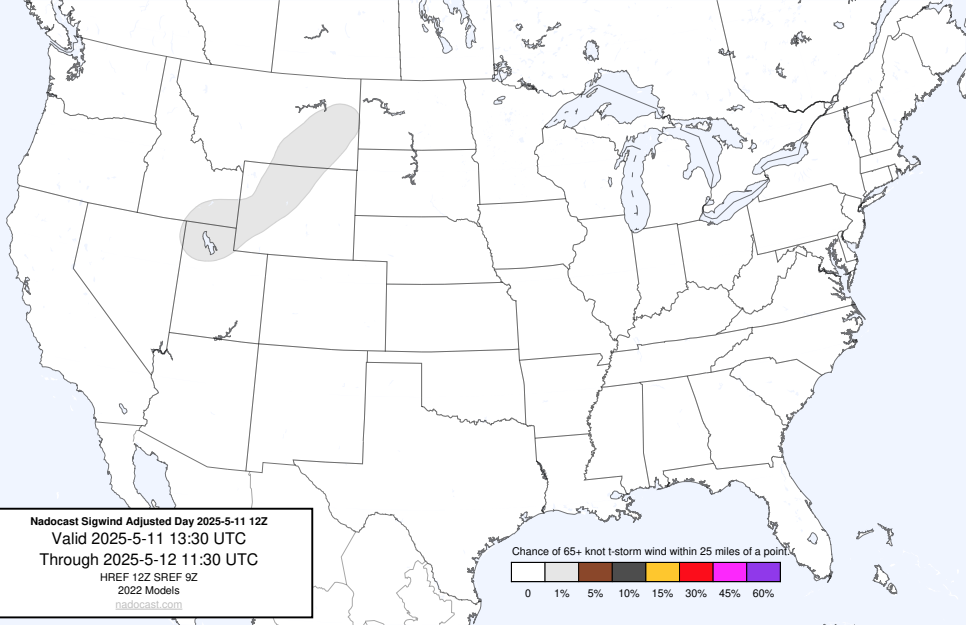 Nadocast Sigwind Adjusted Day 2025-5-11 12Z
Valid 2025-5-11 13:30 UTC
Through 2025-5-12 11:30 UTC
HREF 12Z SREF 9Z
2022 Models
nadocast.com
Chance of 65+ knot t-storm wind within 25 miles of a point.
0 1% 5% 10% 15% 30% 45% 60%